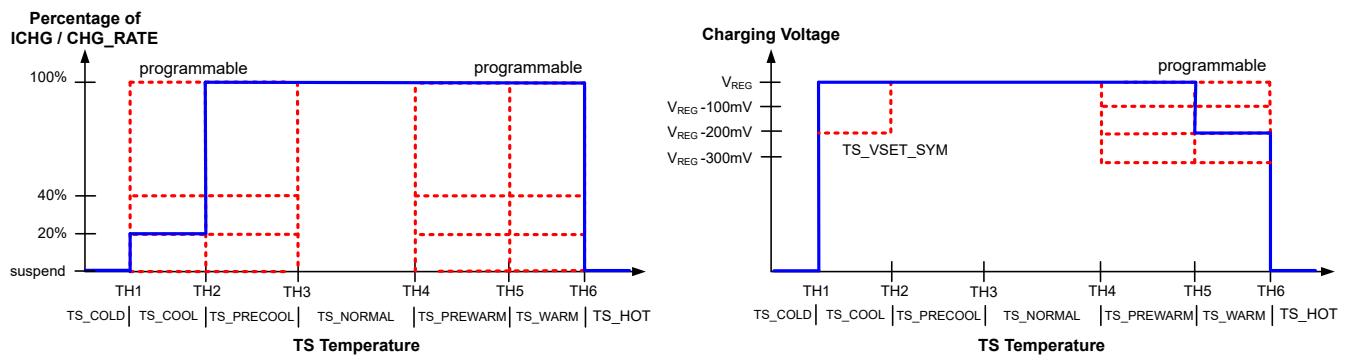 Percentage of
ICHG / CHG_RATE
100%
programmable
programmable
40%
20%
suspend
TH1
TH2
TH3
TH4
TH5
TH6
TS_COLD
TS_COOL
TS_PRECOOL
TS_NORMAL
TS_PREWARM
TS_WARM
TS_HOT
TS Temperature
Charging Voltage
programmable
VREG
VREG -100mV
VREG -200mV
VREG -300mV
TS_VSET_SYM
TH1
TH2
TH3
TH4
TH5
TH6
TS_COLD
TS_COOL
TS_PRECOOL
TS_NORMAL
TS_PREWARM
TS_WARM
TS_HOT
TS Temperature